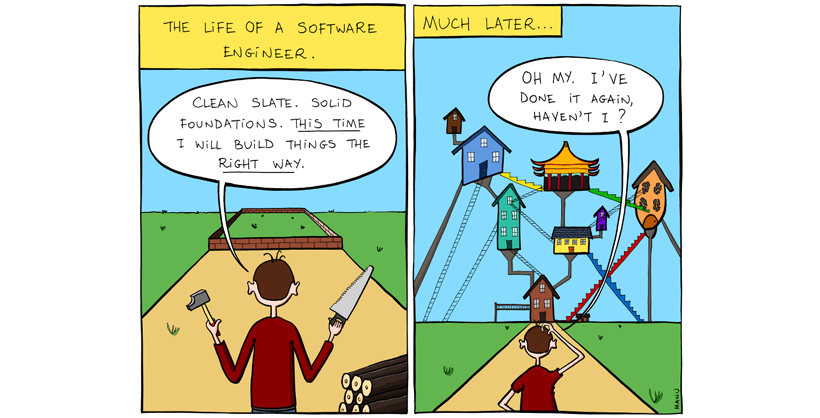 THE LiFE OF A SOFTWARE
ENGiNEER.
CLEAN SLATE. SOLiD
FOUNDATIONS. THIS TIME
I WiLL BUiLD THiNGS THE
RiGHT WAY.
MUCH LATER...
OH MY. I'VE
DONE iT AGAiN,
HAVEN'T I ?
MANU